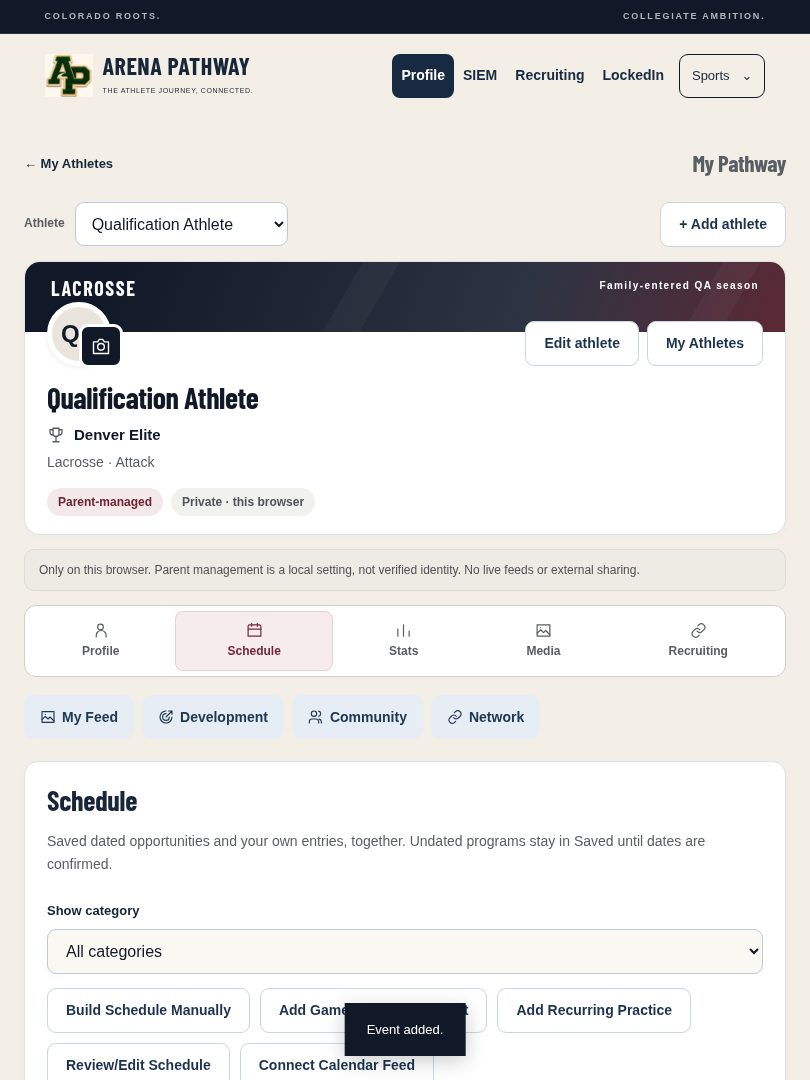 COLORADO ROOTS.
COLLEGIATE AMBITION.
AP
ARENA PATHWAY
THE ATHLETE JOURNEY, CONNECTED.
Profile
SIEM
Recruiting
LockedIn
Sports
← My Athletes
My Pathway
Athlete
Qualification Athlete
+ Add athlete
LACROSSE
Family-entered QA season
Q
Edit athlete
My Athletes
Qualification Athlete
Denver Elite
Lacrosse · Attack
Parent-managed
Private · this browser
Only on this browser. Parent management is a local setting, not verified identity. No live feeds or external sharing.
Profile
Schedule
Stats
Media
Recruiting
My Feed
Development
Community
Network
Schedule
Saved dated opportunities and your own entries, together. Undated programs stay in Saved until dates are
confirmed.
Show category
All categories
Build Schedule Manually
Add Game
Add Recurring Practice
Event added.
Review/Edit Schedule
Connect Calendar Feed